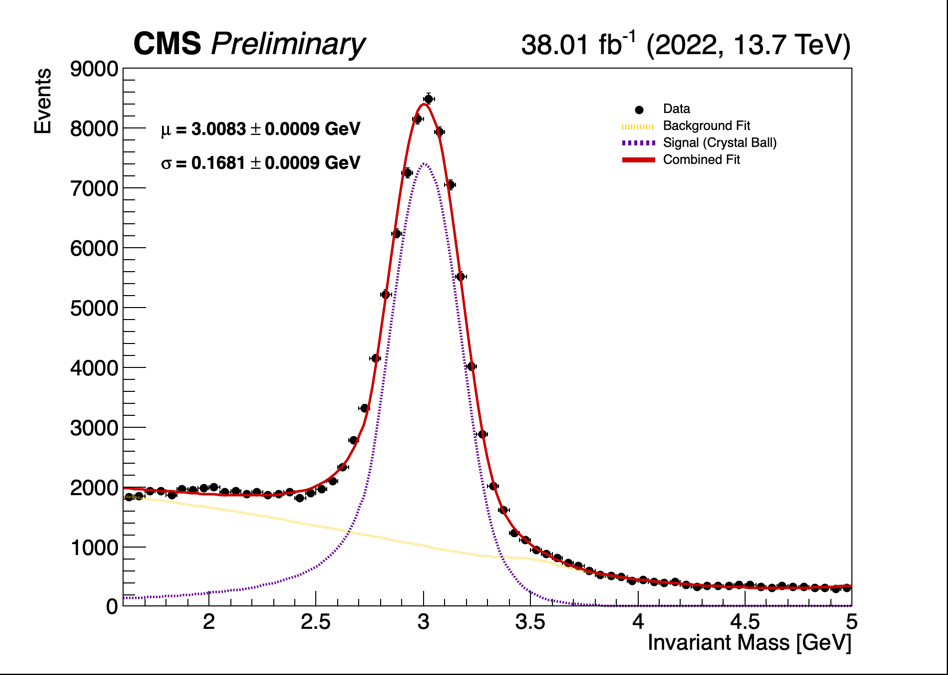 CMS Preliminary
38.01 fb⁻¹ (2022, 13.7 TeV)
Events
9000
8000
7000
6000
5000
4000
3000
2000
1000
0
μ = 3.0083 ± 0.0009 GeV
σ = 0.1681 ± 0.0009 GeV
Data
Background Fit
Signal (Crystal Ball)
Combined Fit
2 2.5 3 3.5 4 4.5 5
Invariant Mass [GeV]